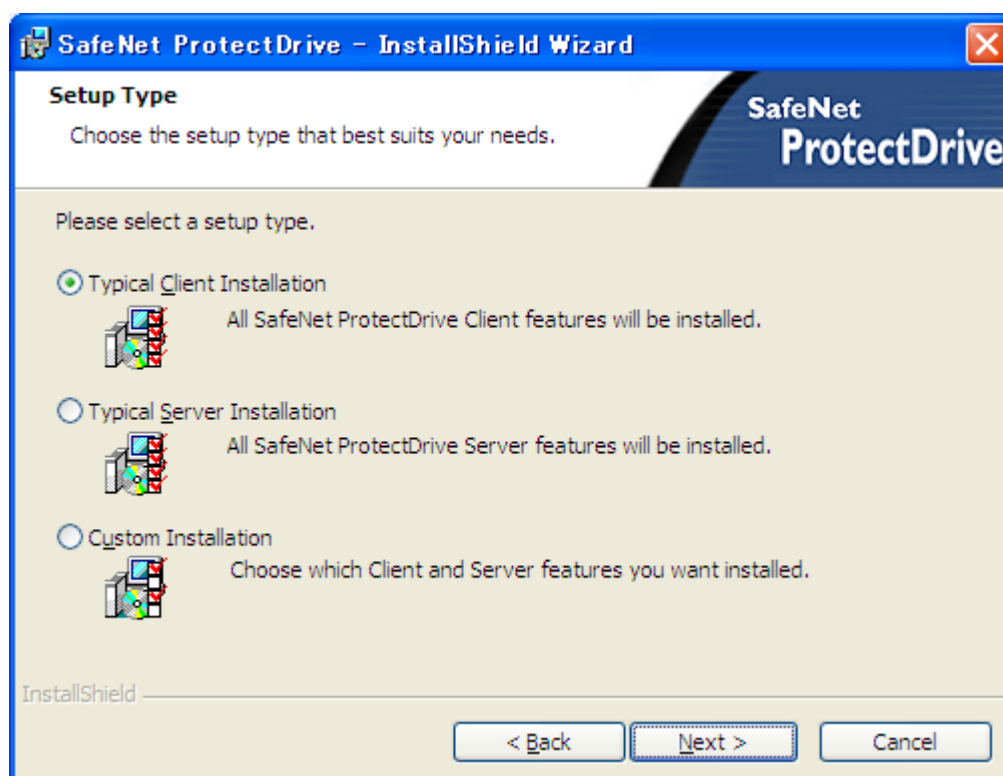 SafeNet ProtectDrive - InstallShield Wizard
Setup Type
Choose the setup type that best suits your needs.
SafeNet
ProtectDrive
Please select a setup type.
Typical Client Installation
All SafeNet ProtectDrive Client features will be installed.
Typical Server Installation
All SafeNet ProtectDrive Server features will be installed.
Custom Installation
Choose which Client and Server features you want installed.
InstallShield
< Back
Next >
Cancel